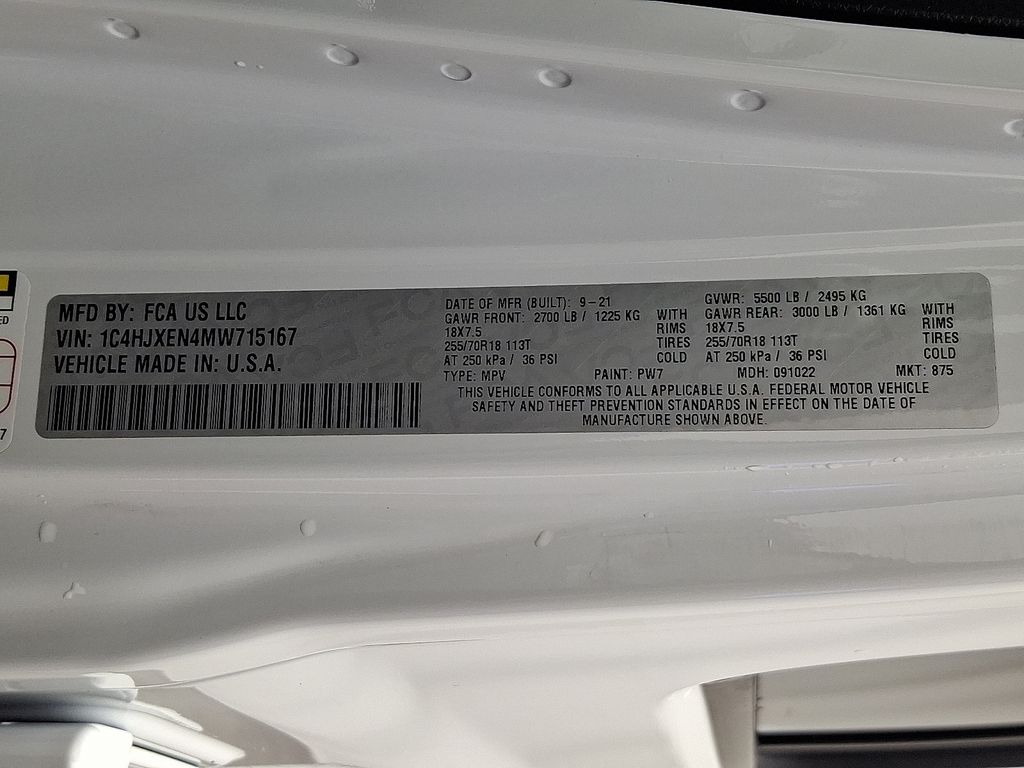 MFD BY: FCA US LLC
VIN: 1C4HJXEN4MW715167
VEHICLE MADE IN: U.S.A.
DATE OF MFR (BUILT): 9-21
GAWR FRONT: 2700 LB / 1225 KG WITH
18X7.5 RIMS
255/70R18 113T TIRES
AT 250 kPa / 36 PSI COLD
GVWR: 5500 LB / 2495 KG
GAWR REAR: 3000 LB / 1361 KG WITH
18X7.5 RIMS
255/70R18 113T TIRES
AT 250 kPa / 36 PSI COLD
TYPE: MPV PAINT: PW7 MDH: 091022 MKT: 875
THIS VEHICLE CONFORMS TO ALL APPLICABLE U.S.A. FEDERAL MOTOR VEHICLE
SAFETY AND THEFT PREVENTION STANDARDS IN EFFECT ON THE DATE OF
MANUFACTURE SHOWN ABOVE.